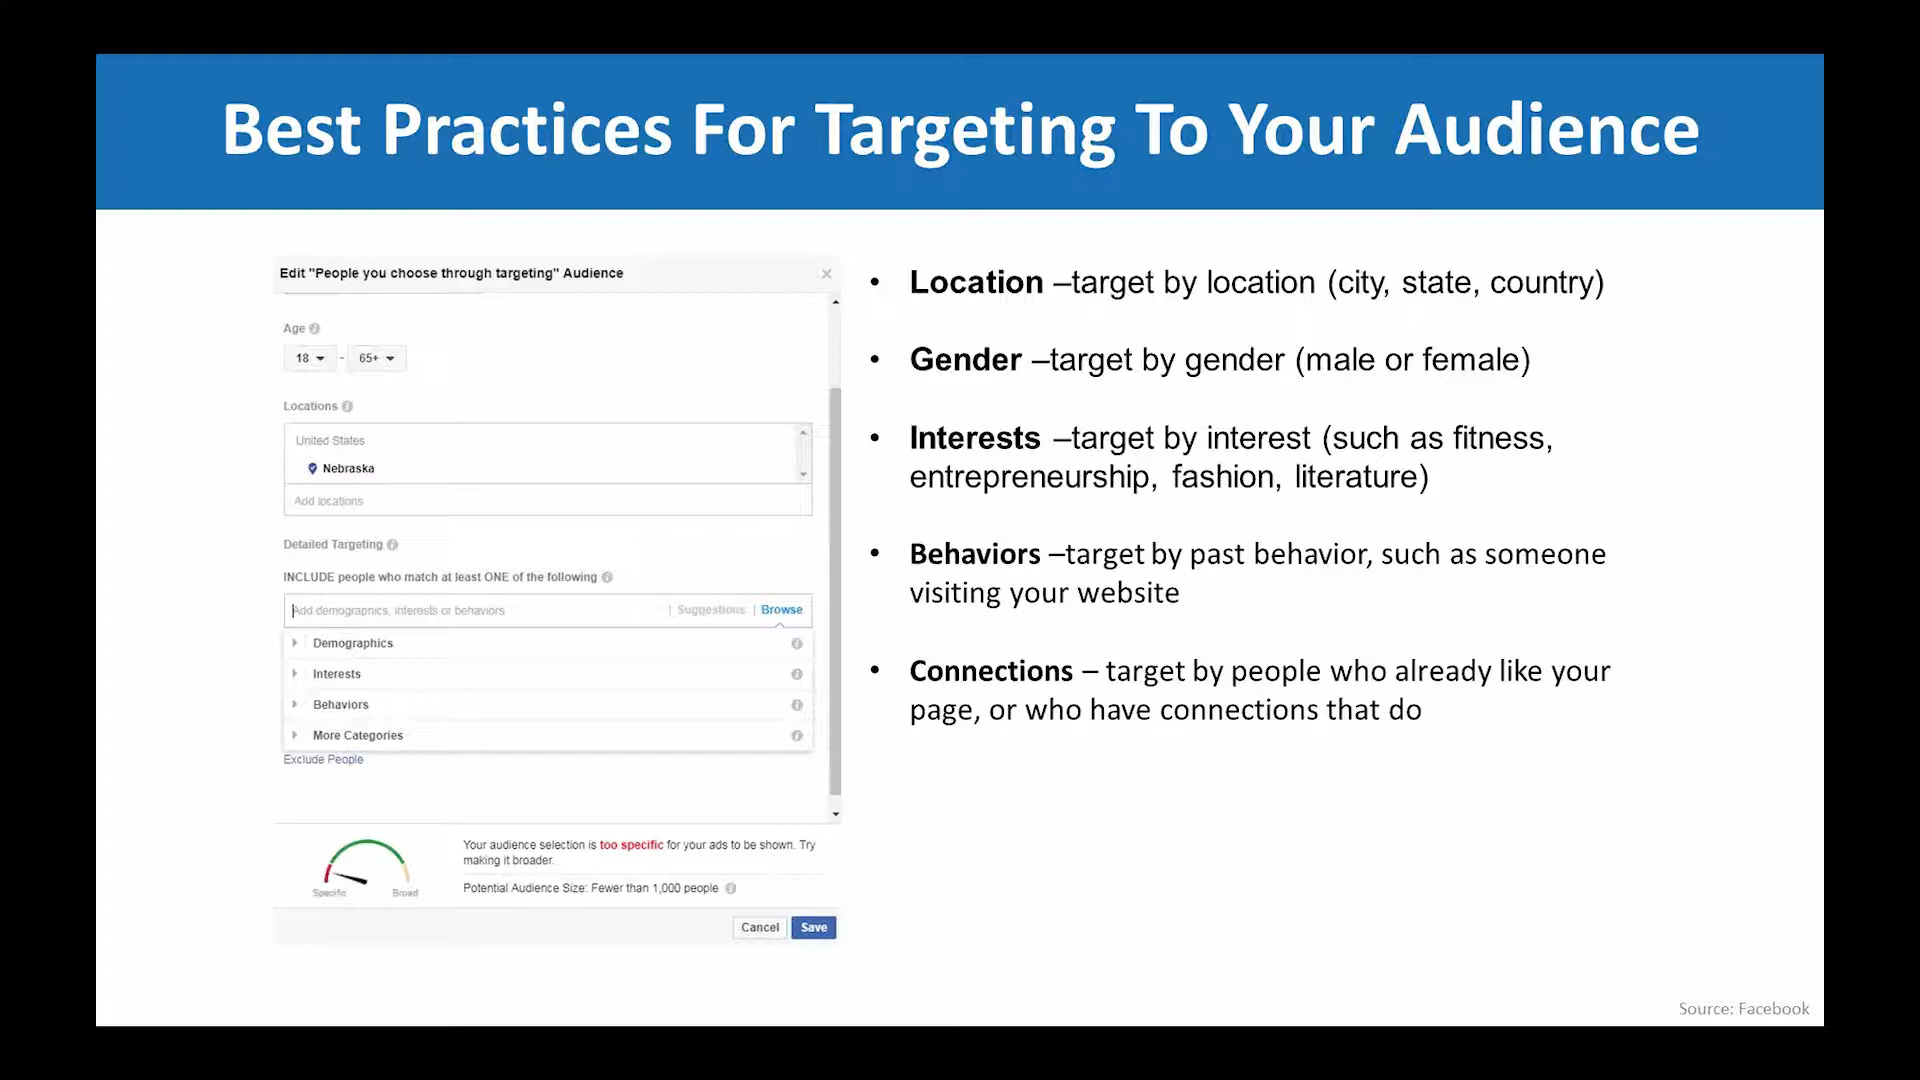 Best Practices For Targeting To Your Audience
Edit "People you choose through targeting" Audience
Age
18 - 65+
Locations
United States
Nebraska
Add locations
Detailed Targeting
INCLUDE people who match at least ONE of the following
Add demographics, interests or behaviors | Suggestions | Browse
Demographics
Interests
Behaviors
More Categories
Exclude People
Specific Broad
Your audience selection is too specific for your ads to be shown. Try
making it broader.
Potential Audience Size: Fewer than 1,000 people
Cancel Save
• Location –target by location (city, state, country)
• Gender –target by gender (male or female)
• Interests –target by interest (such as fitness,
entrepreneurship, fashion, literature)
• Behaviors –target by past behavior, such as someone
visiting your website
• Connections – target by people who already like your
page, or who have connections that do
Source: Facebook